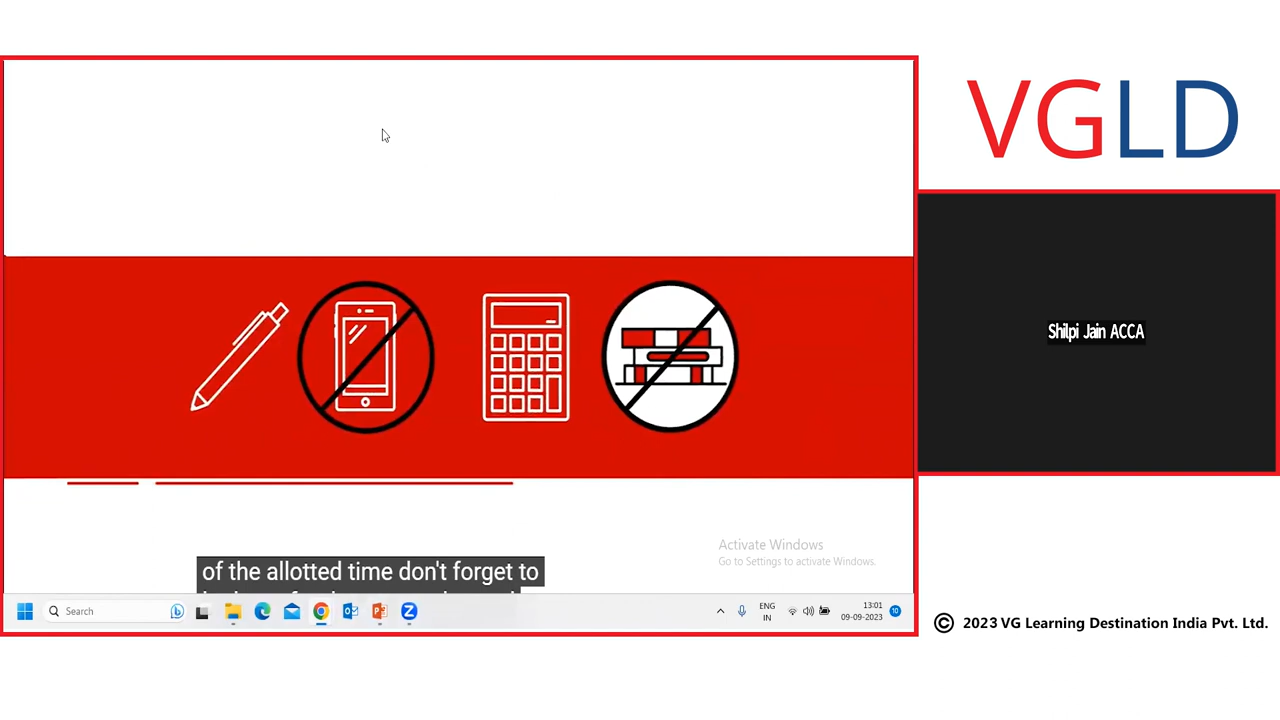 VGLD
Shilpi Jain ACCA
of the allotted time don't forget to
Activate Windows
Go to Settings to activate Windows.
Search
ENG
IN
13:01
09-09-2023
10
© 2023 VG Learning Destination India Pvt. Ltd.